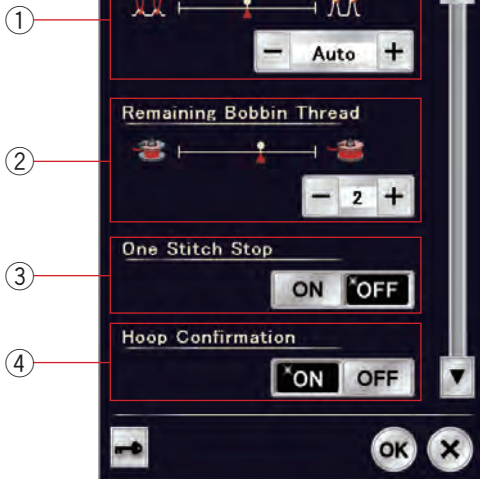 ①
− Auto +
② Remaining Bobbin Thread
− 2 +
③ One Stitch Stop
ON OFF
④ Hoop Confirmation
ON OFF
OK ×